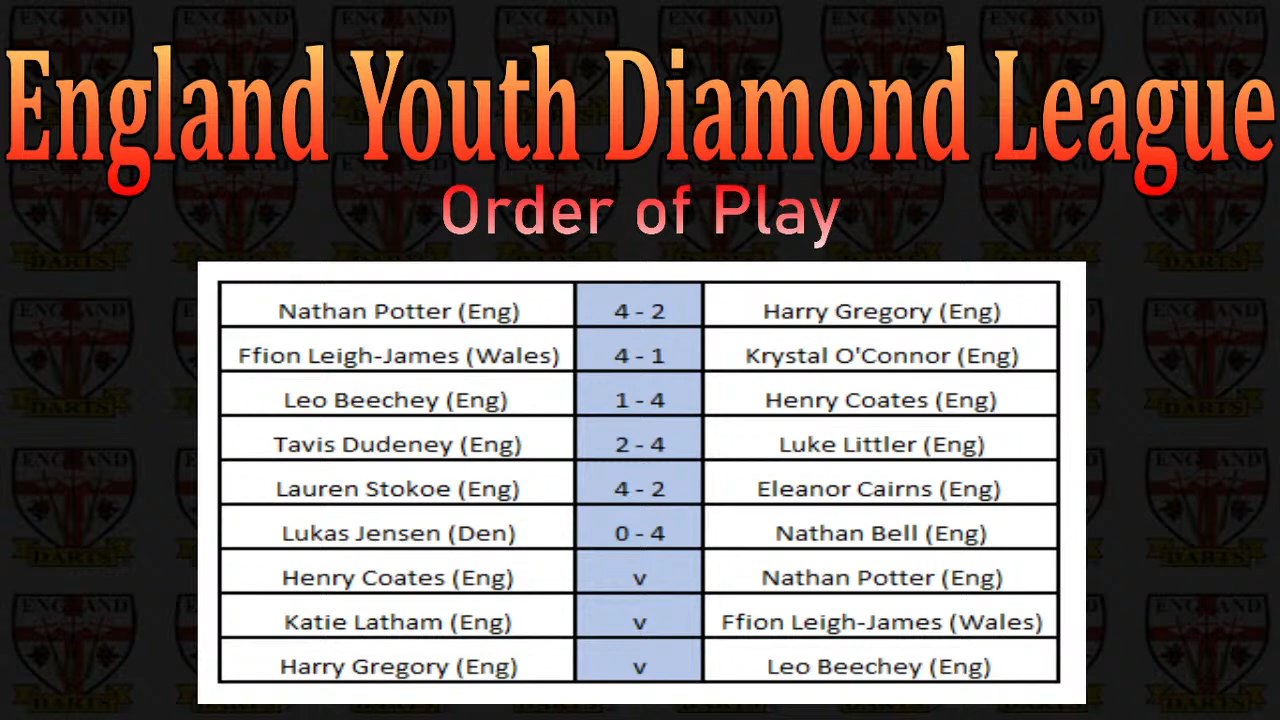 England Youth Diamond League
Order of Play
Nathan Potter (Eng) 4 - 2 Harry Gregory (Eng)
Ffion Leigh-James (Wales) 4 - 1 Krystal O'Connor (Eng)
Leo Beechey (Eng) 1 - 4 Henry Coates (Eng)
Tavis Dudeney (Eng) 2 - 4 Luke Littler (Eng)
Lauren Stokoe (Eng) 4 - 2 Eleanor Cairns (Eng)
Lukas Jensen (Den) 0 - 4 Nathan Bell (Eng)
Henry Coates (Eng) v Nathan Potter (Eng)
Katie Latham (Eng) v Ffion Leigh-James (Wales)
Harry Gregory (Eng) v Leo Beechey (Eng)
ENGLAND
DARTS